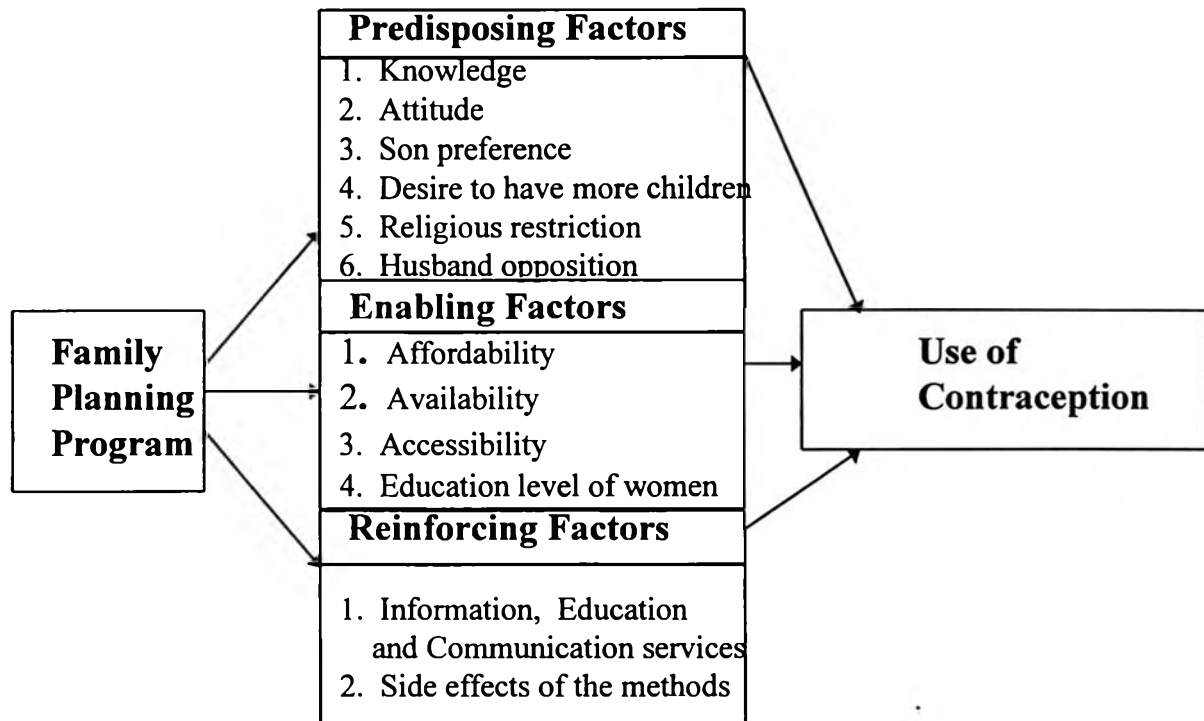 Predisposing Factors
1. Knowledge
2. Attitude
3. Son preference
4. Desire to have more children
5. Religious restriction
6. Husband opposition
Enabling Factors
1. Affordability
2. Availability
3. Accessibility
4. Education level of women
Reinforcing Factors
1. Information, Education
and Communication services
2. Side effects of the methods
Family
Planning
Program
Use of
Contraception